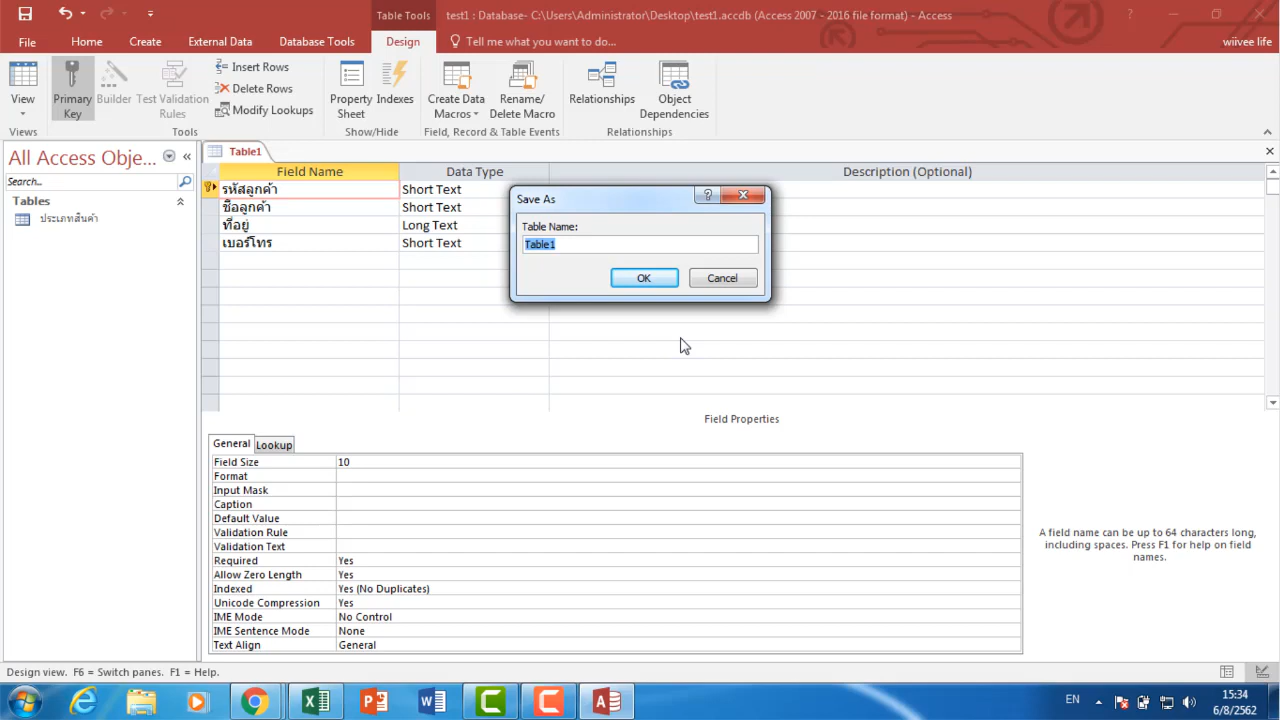 Table Tools
test1 : Database- C:\Users\Administrator\Desktop\test1.accdb (Access 2007 - 2016 file format) - Access
File
Home
Create
External Data
Database Tools
Design
Tell me what you want to do...
wiivee life
View
Primary Key
Builder
Test Validation Rules
Insert Rows
Delete Rows
Modify Lookups
Property Sheet
Indexes
Create Data Macros
Rename/ Delete Macro
Relationships
Object Dependencies
Views
Tools
Show/Hide
Field, Record & Table Events
Relationships
All Access Obje...
Search...
Tables
ประเภทสินค้า
Table1
Field Name
Data Type
Description (Optional)
รหัสลูกค้า
Short Text
ชื่อลูกค้า
Short Text
ที่อยู่
Long Text
เบอร์โทร
Short Text
Save As
Table Name:
Table1
OK
Cancel
Field Properties
General
Lookup
Field Size
10
Format
Input Mask
Caption
Default Value
Validation Rule
Validation Text
Required
Yes
Allow Zero Length
Yes
Indexed
Yes (No Duplicates)
Unicode Compression
Yes
IME Mode
No Control
IME Sentence Mode
None
Text Align
General
A field name can be up to 64 characters long,
including spaces. Press F1 for help on field
names.
Design view. F6 = Switch panes. F1 = Help.
EN
15:34
6/8/2562